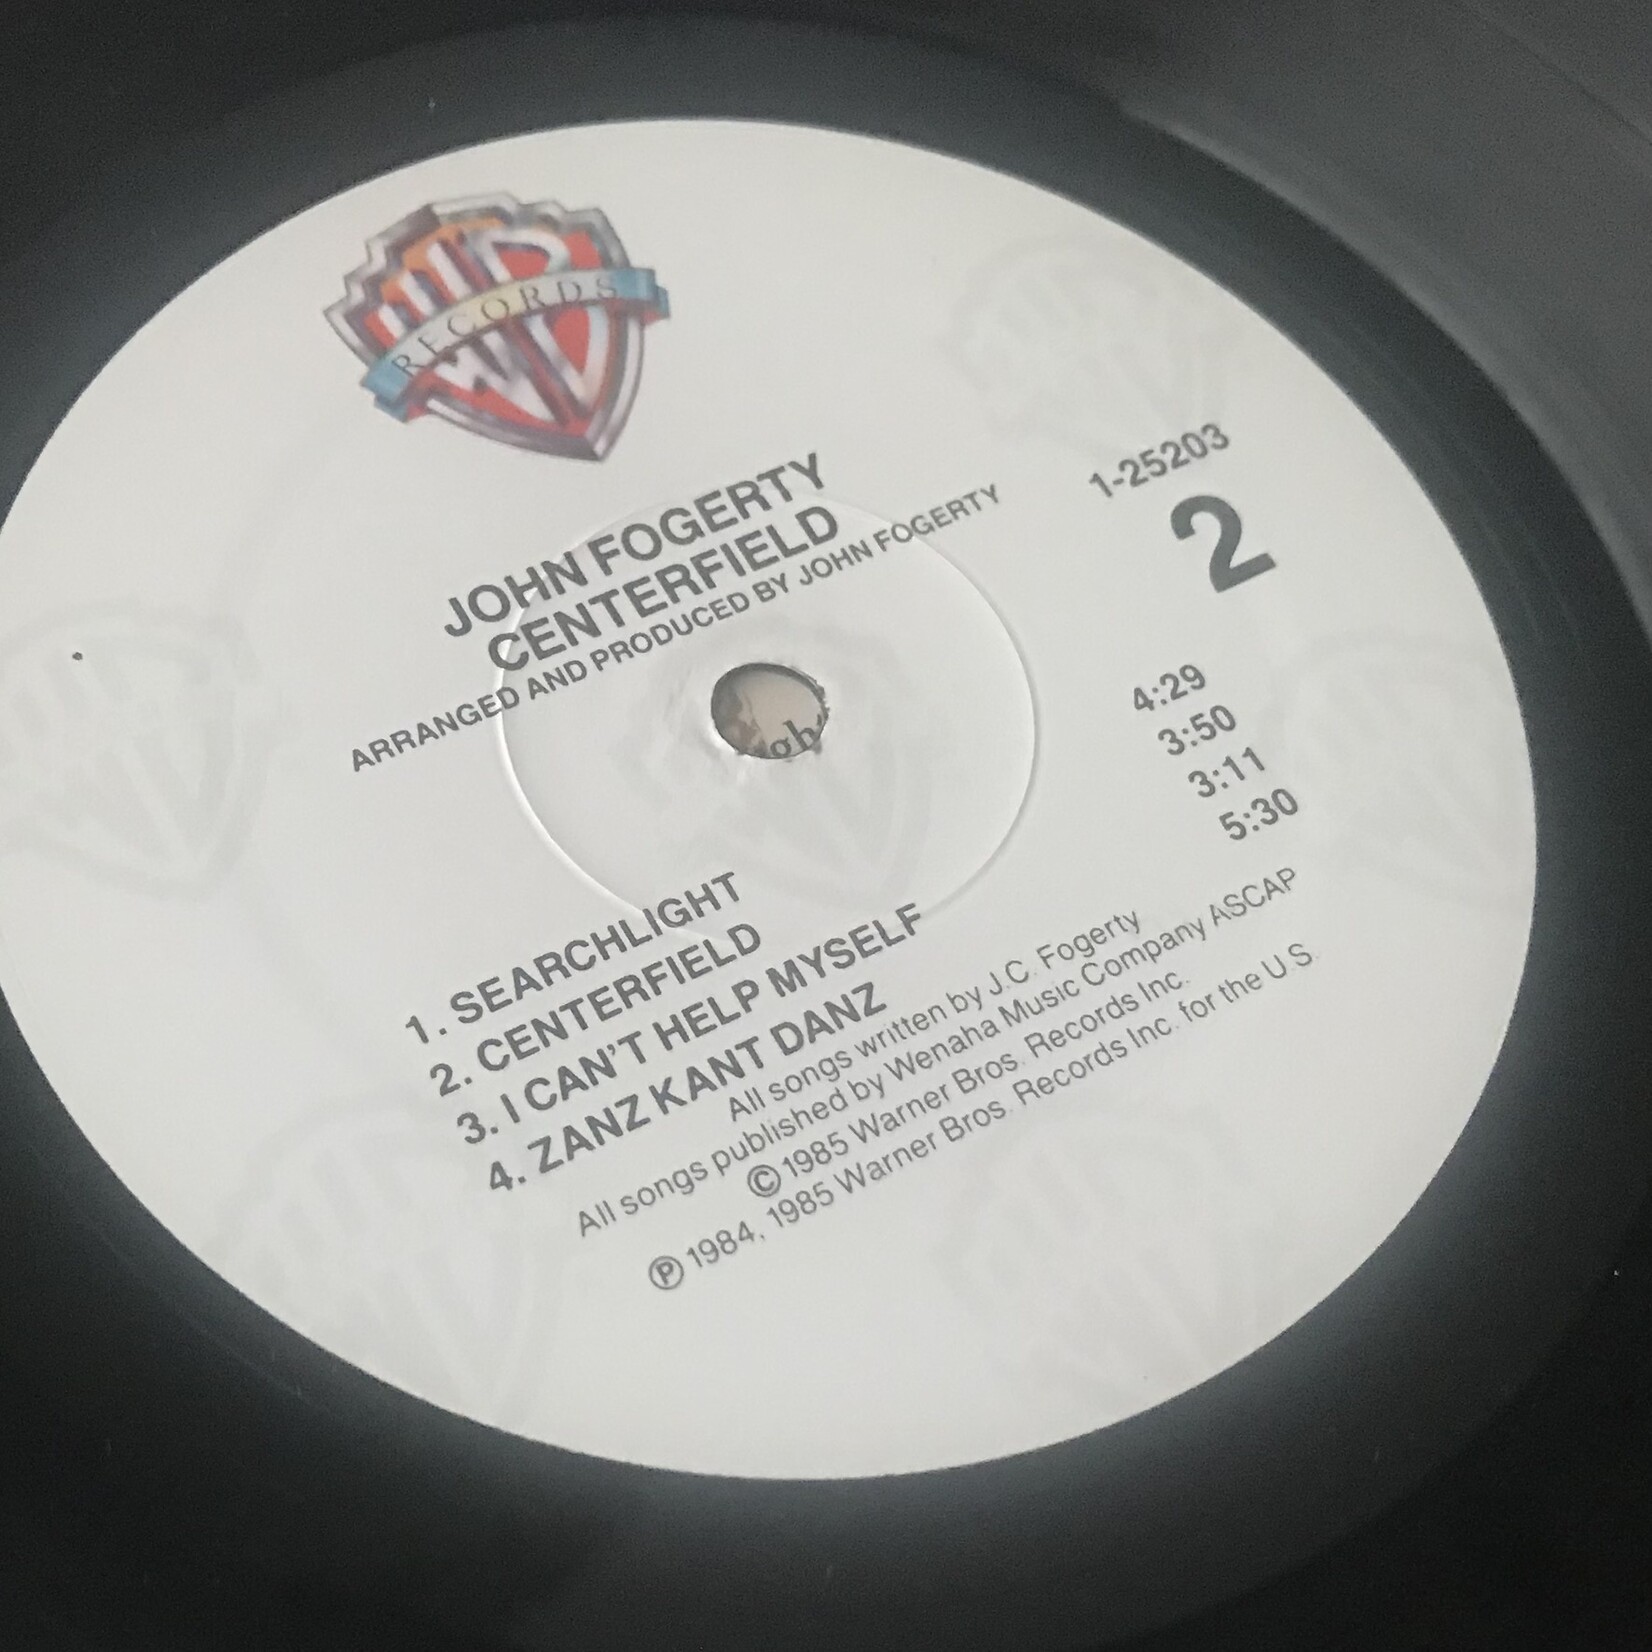 RECORDS
JOHN FOGERTY
CENTERFIELD
ARRANGED AND PRODUCED BY JOHN FOGERTY
1-25203
2
1. SEARCHLIGHT 4:29
2. CENTERFIELD 3:50
3. I CAN'T HELP MYSELF 3:11
4. ZANZ KANT DANZ 5:30
All songs written by J.C. Fogerty
All songs published by Wenaha Music Company ASCAP
© 1985 Warner Bros. Records Inc.
℗ 1984, 1985 Warner Bros. Records Inc. for the U.S.